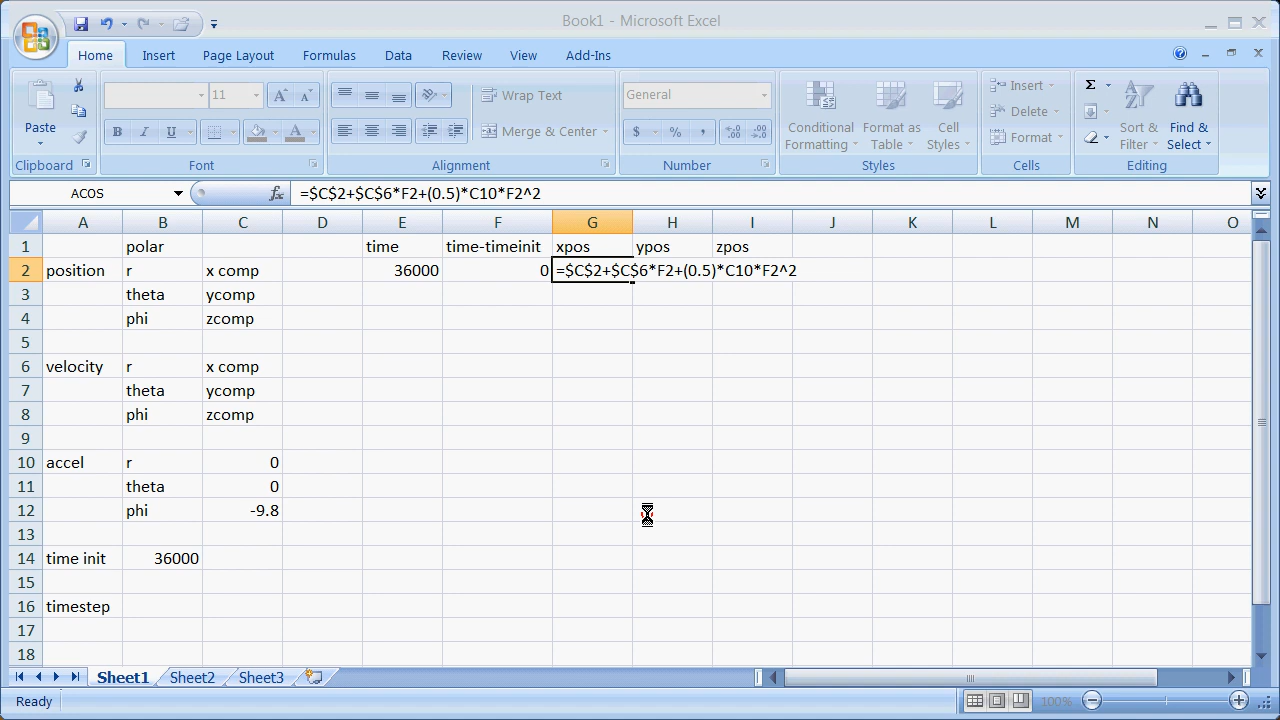 Book1 - Microsoft Excel
Home Insert Page Layout Formulas Data Review View Add-Ins
Paste
11
Wrap Text
Merge & Center
General
Conditional Formatting
Format as Table
Cell Styles
Insert
Delete
Format
Sort & Filter
Find & Select
Clipboard Font Alignment Number Styles Cells Editing
ACOS fx =$C$2+$C$6*F2+(0.5)*C10*F2^2
A B C D E F G H I J K L M N O
1 polar time time-timeinit xpos ypos zpos
2 position r x comp 36000 0 =$C$2+$C$6*F2+(0.5)*C10*F2^2
3 theta ycomp
4 phi zcomp
5
6 velocity r x comp
7 theta ycomp
8 phi zcomp
9
10 accel r 0
11 theta 0
12 phi -9.8
13
14 time init 36000
15
16 timestep
17
18
Sheet1 Sheet2 Sheet3
Ready 100%